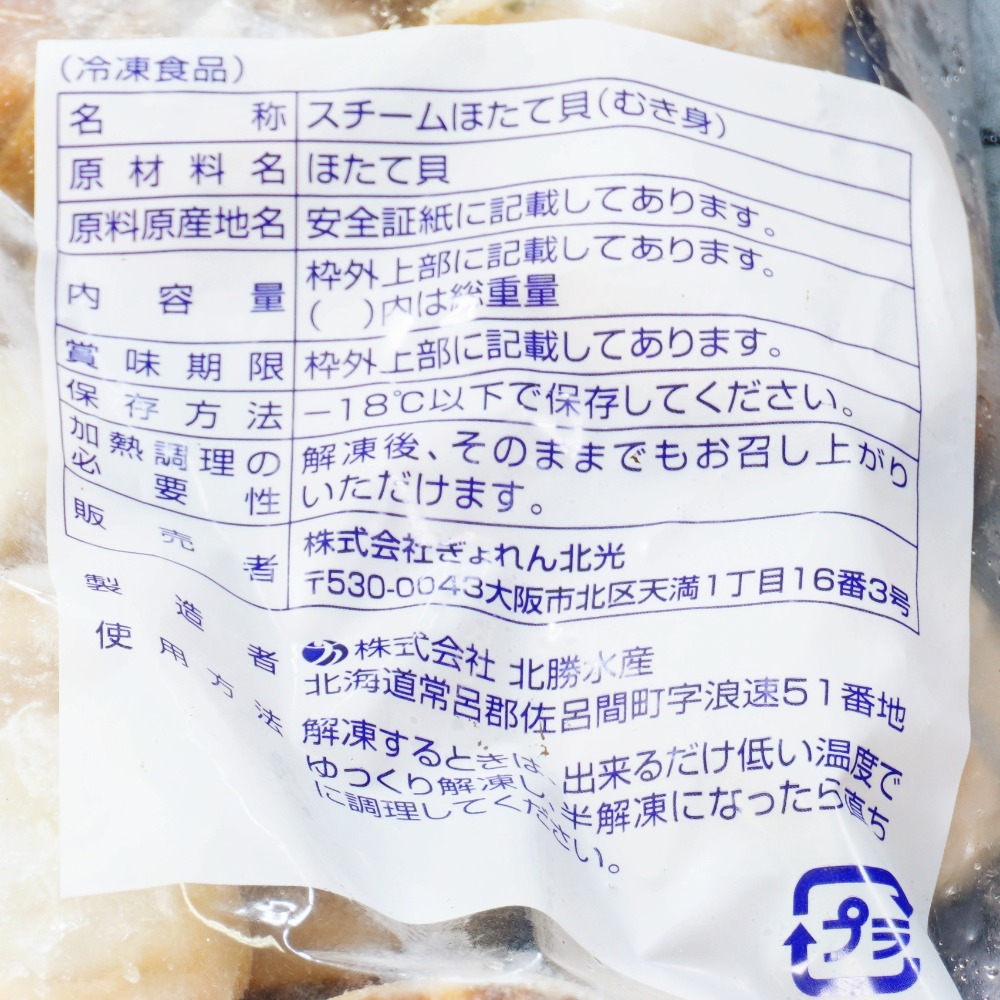 (冷凍食品)
名称 スチームほたて貝(むき身)
原材料名 ほたて貝
原料原産地名 安全証紙に記載してあります。
内容量 枠外上部に記載してあります。
( )内は総重量
賞味期限 枠外上部に記載してあります。
保存方法 −18℃以下で保存してください。
加熱調理の必要性 解凍後、そのままでもお召し上がり
いただけます。
販売者 株式会社ぎょれん北光
〒530-0043大阪市北区天満1丁目16番3号
製造者 株式会社 北勝水産
北海道常呂郡佐呂間町字浪速51番地
使用方法 解凍するときは、出来るだけ低い温度で
ゆっくり解凍し、半解凍になったら直ち
に調理してください。
プラ